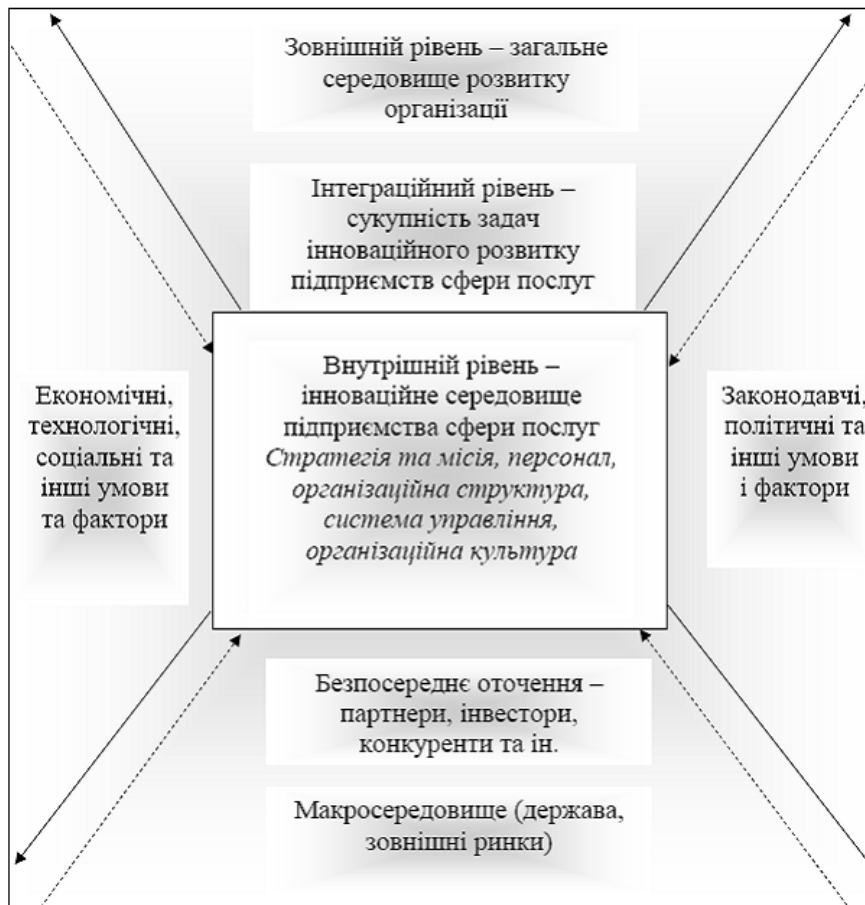 Зовнішній рівень – загальне
середовище розвитку
організації
Інтеграційний рівень –
сукупність задач
інноваційного розвитку
підприємств сфери послуг
Внутрішній рівень –
інноваційне середовище
підприємства сфери послуг
Стратегія та місія, персонал,
організаційна структура,
система управління,
організаційна культура
Економічні,
технологічні,
соціальні та
інші умови
та фактори
Законодавчі,
політичні та
інші умови
і фактори
Безпосереднє оточення –
партнери, інвестори,
конкуренти та ін.
Макросередовище (держава,
зовнішні ринки)